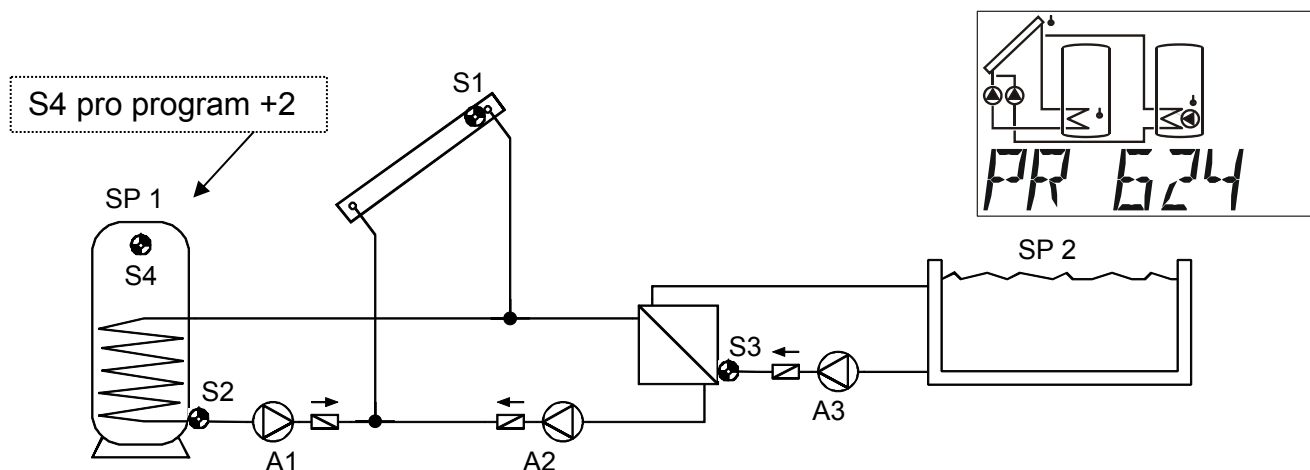 S4 pro program +2
S1
SP 1
S4
S2
A1
A2
S3
A3
SP 2
PR 624